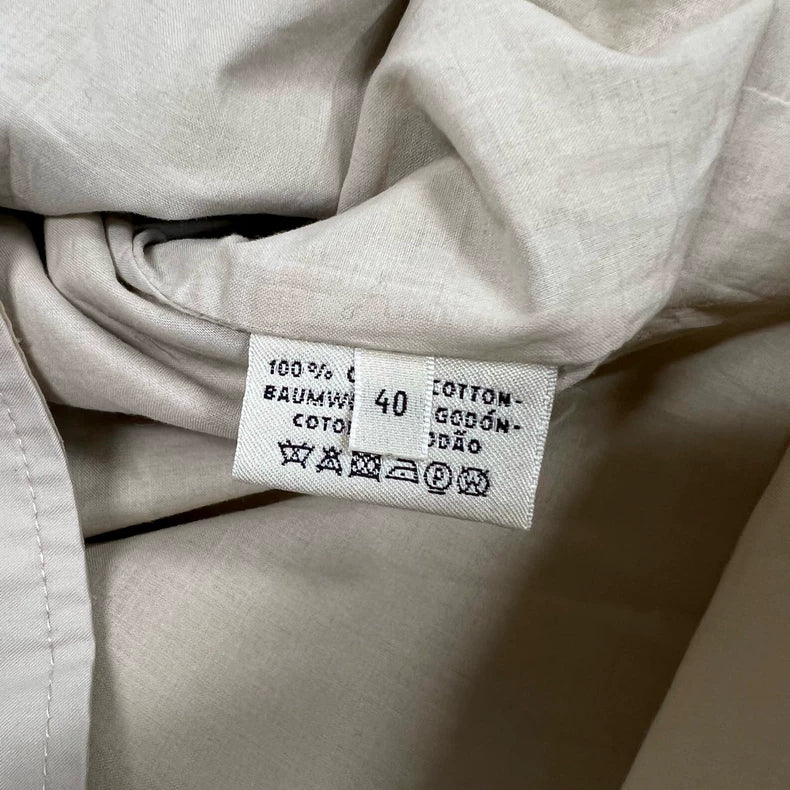 100% COTTON-
BAUMW GODÓN-
40
COTO DÃO